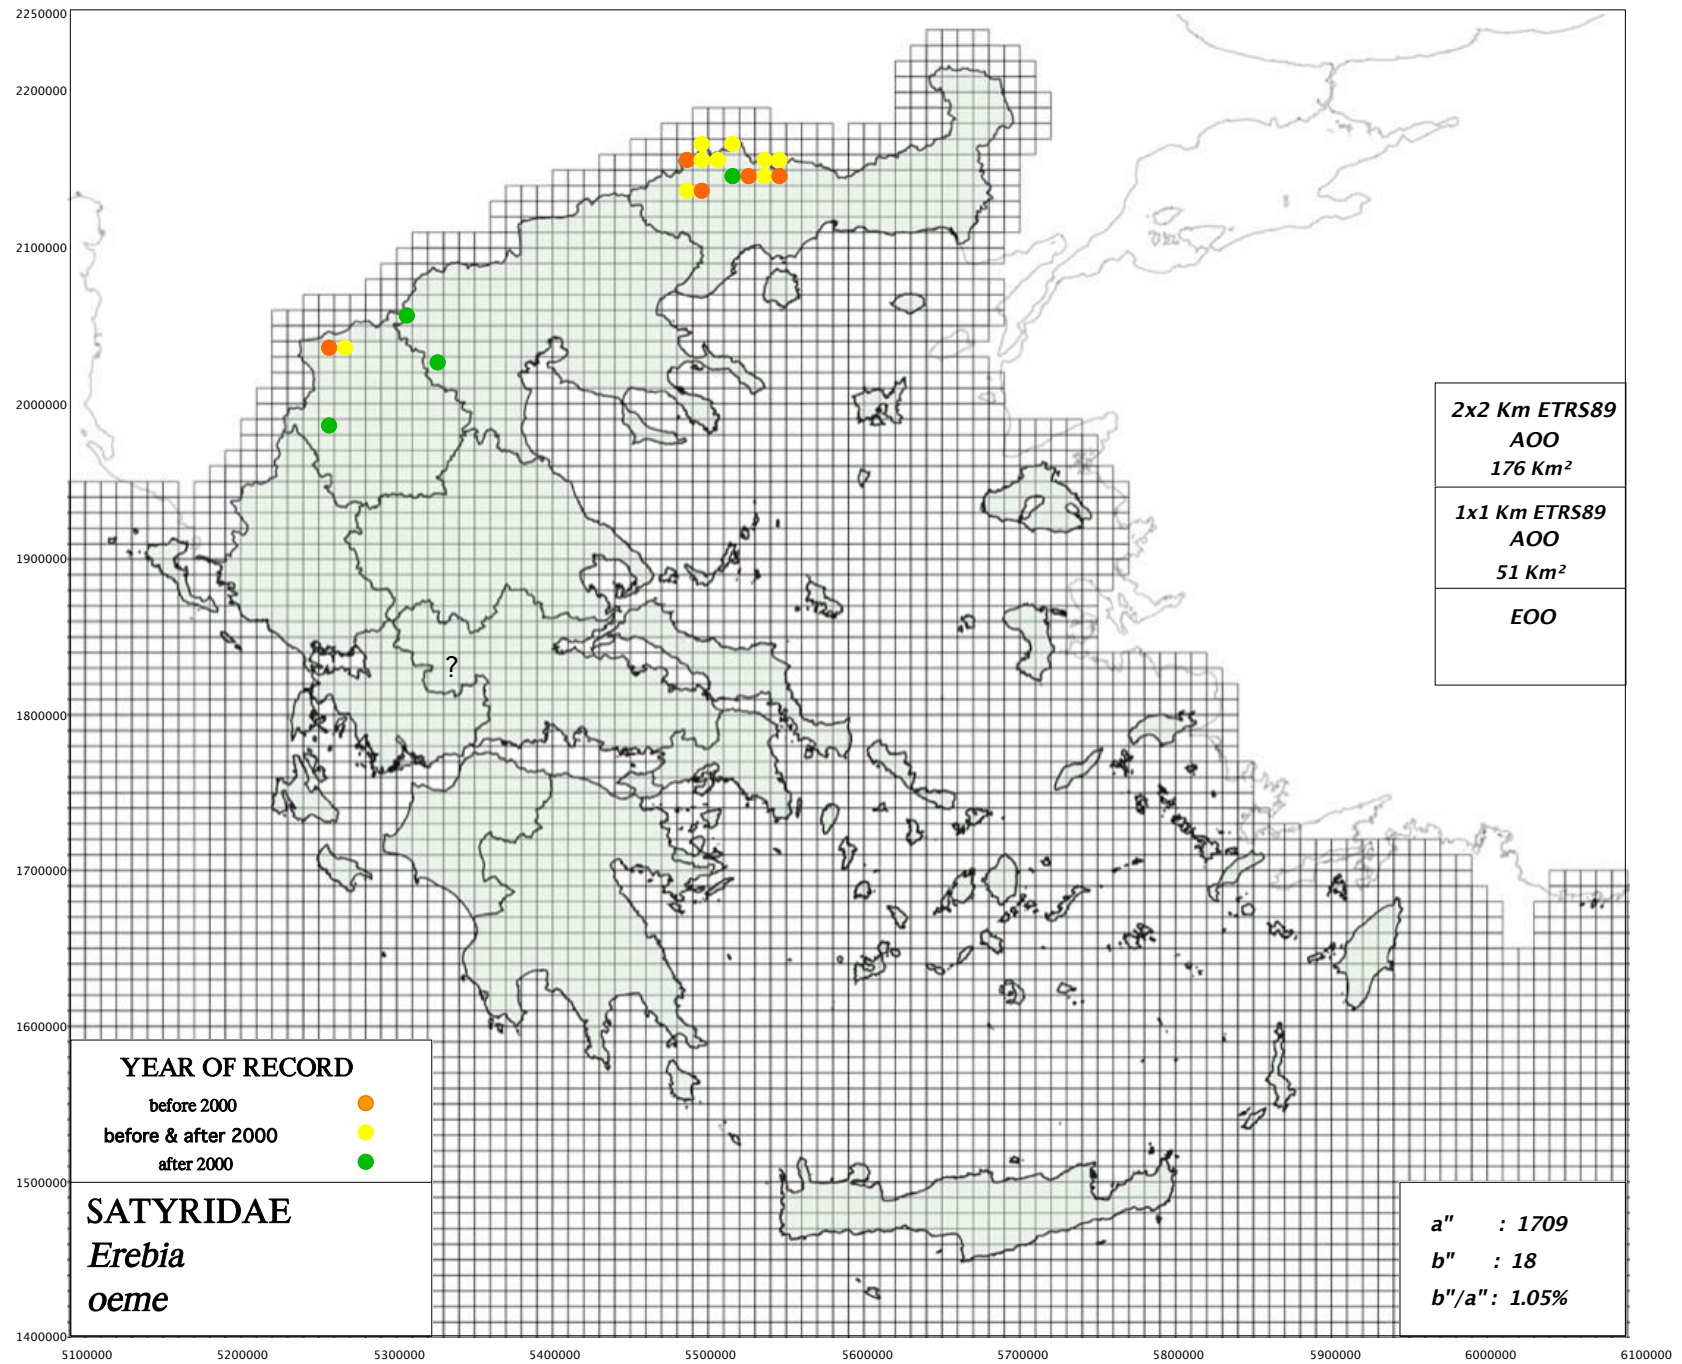 2250000
2200000
2100000
2000000
1900000
1800000
1700000
1600000
1500000
1400000
5100000 5200000 5300000 5400000 5500000 5600000 5700000 5800000 5900000 6000000 6100000
?
2x2 Km ETRS89
AOO
176 Km²
1x1 Km ETRS89
AOO
51 Km²
EOO
YEAR OF RECORD
before 2000
before & after 2000
after 2000
SATYRIDAE
Erebia
oeme
a" : 1709
b" : 18
b"/a" : 1.05%